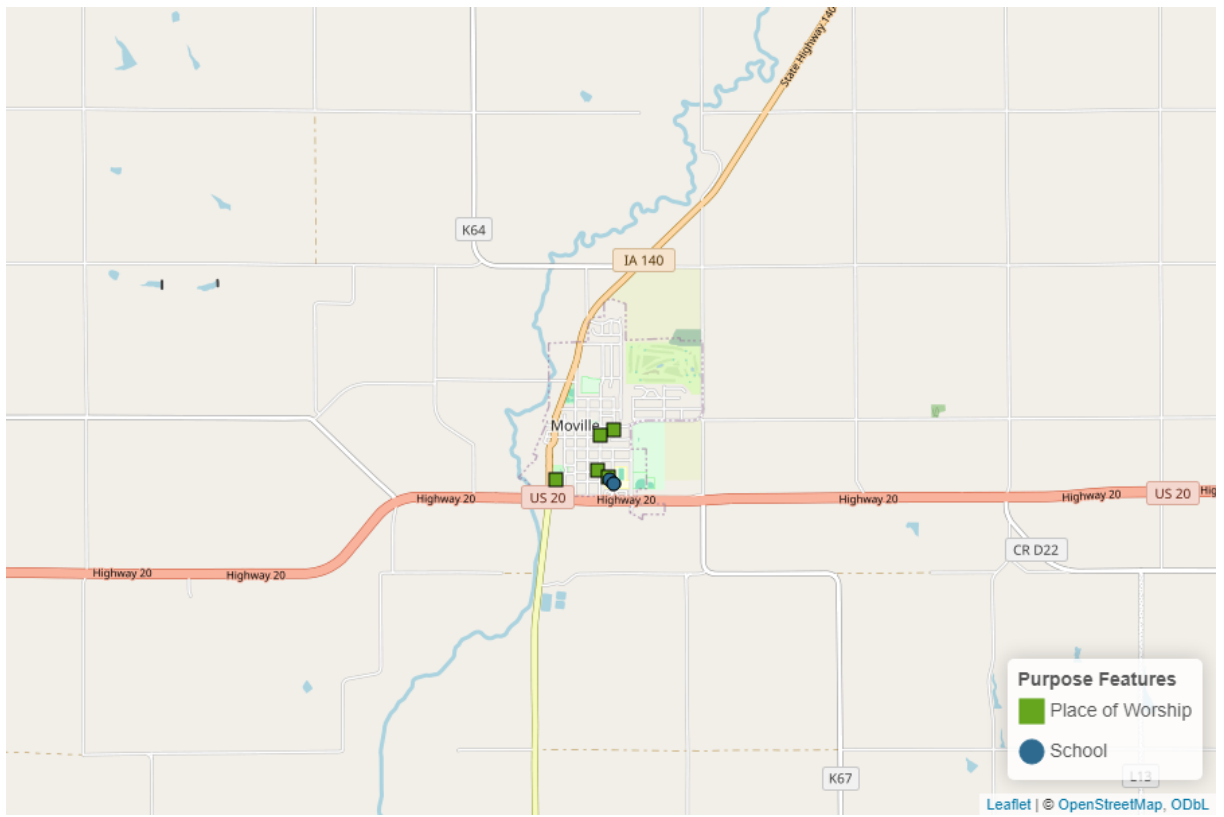 State Highway 140
K64
IA 140
Moville
Highway 20
US 20
Highway 20
Highway 20
Highway 20
US 20
CR D22
Highway 20
Highway 20
Purpose Features
Place of Worship
School
K67
L13
Leaflet | © OpenStreetMap, ODbL